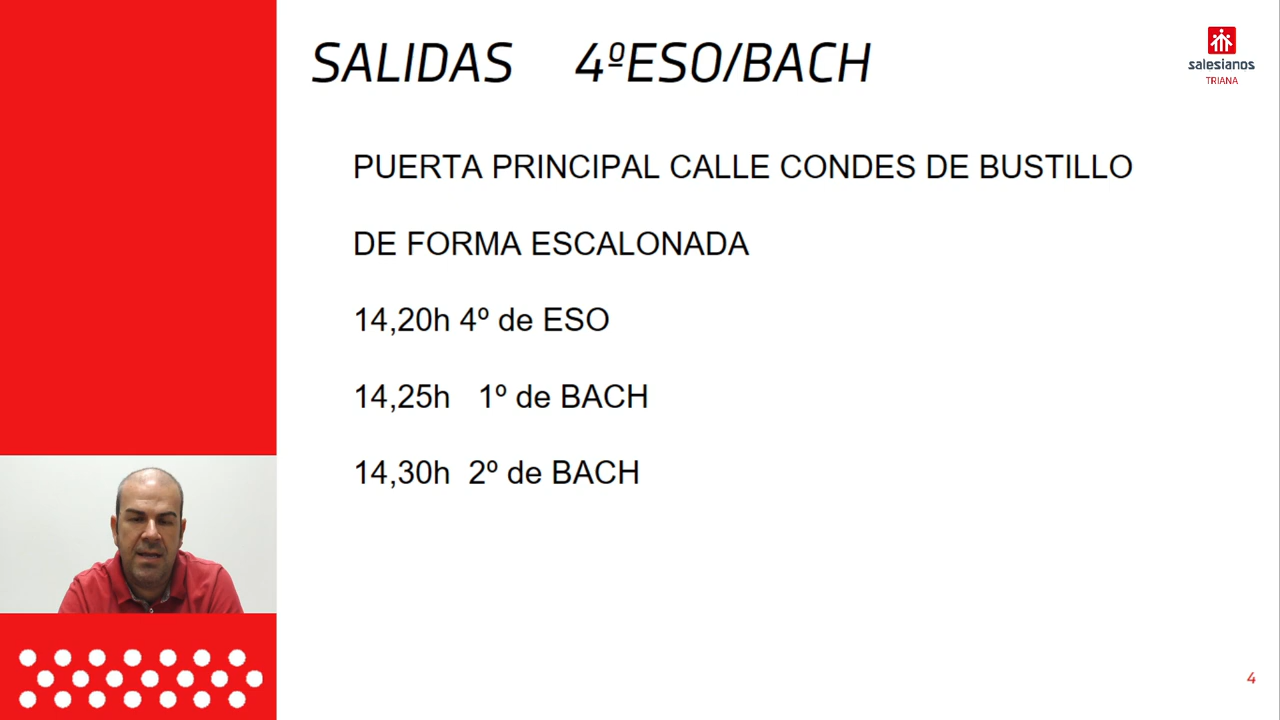 SALIDAS 4ºESO/BACH
salesianos
TRIANA
PUERTA PRINCIPAL CALLE CONDES DE BUSTILLO
DE FORMA ESCALONADA
14,20h 4º de ESO
14,25h 1º de BACH
14,30h 2º de BACH
4